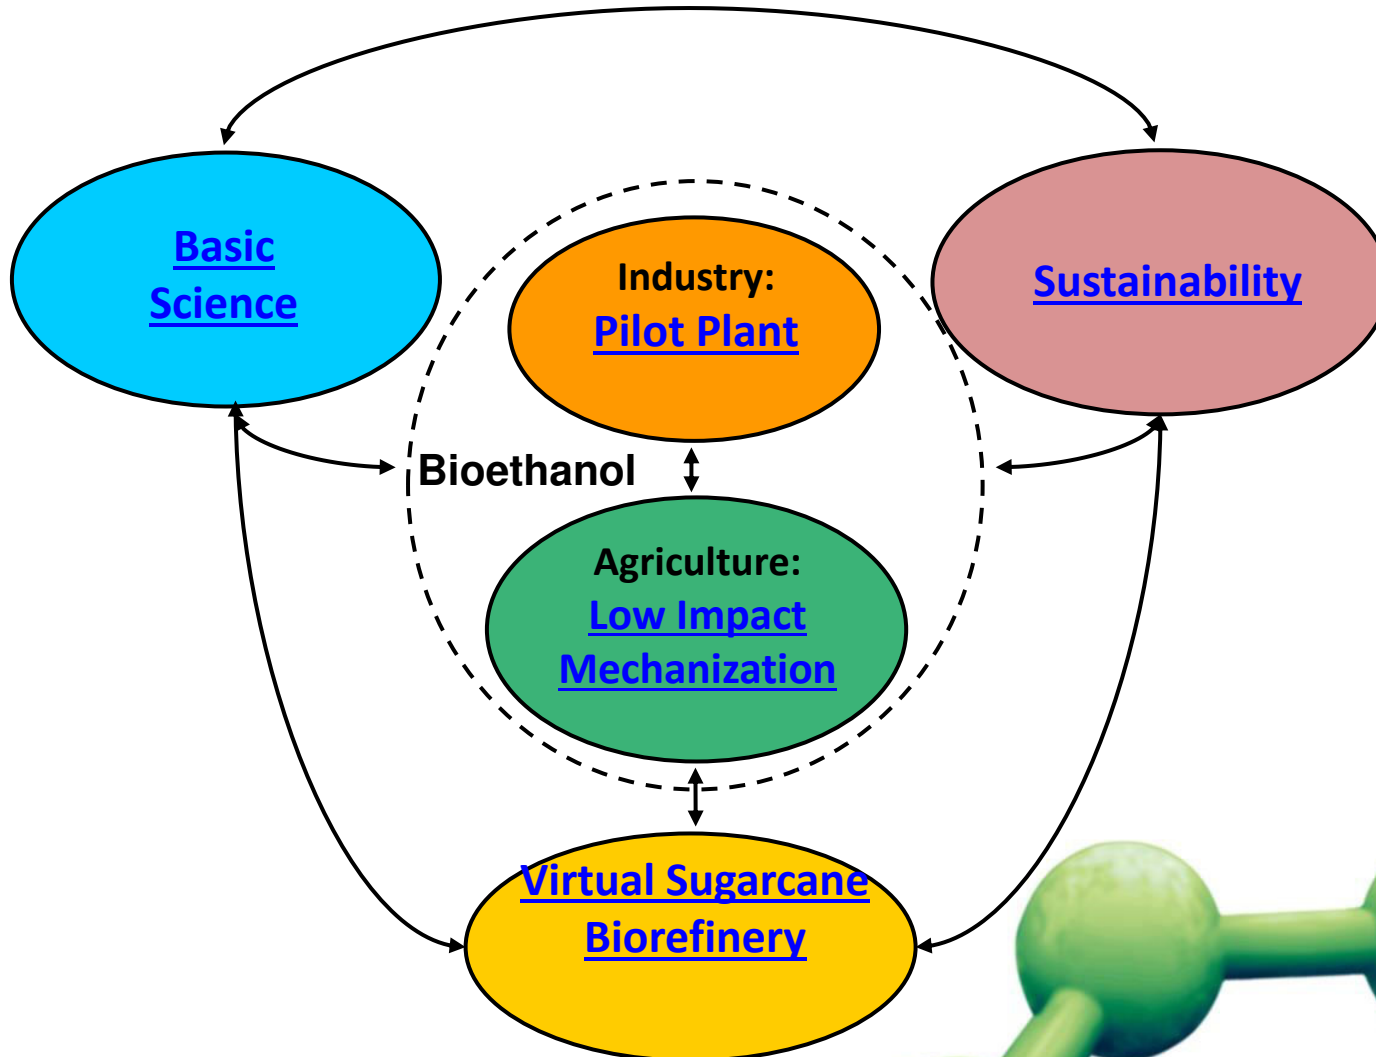 Basic
Science
Industry:
Pilot Plant
Sustainability
Bioethanol
Agriculture:
Low Impact
Mechanization
Virtual Sugarcane
Biorefinery